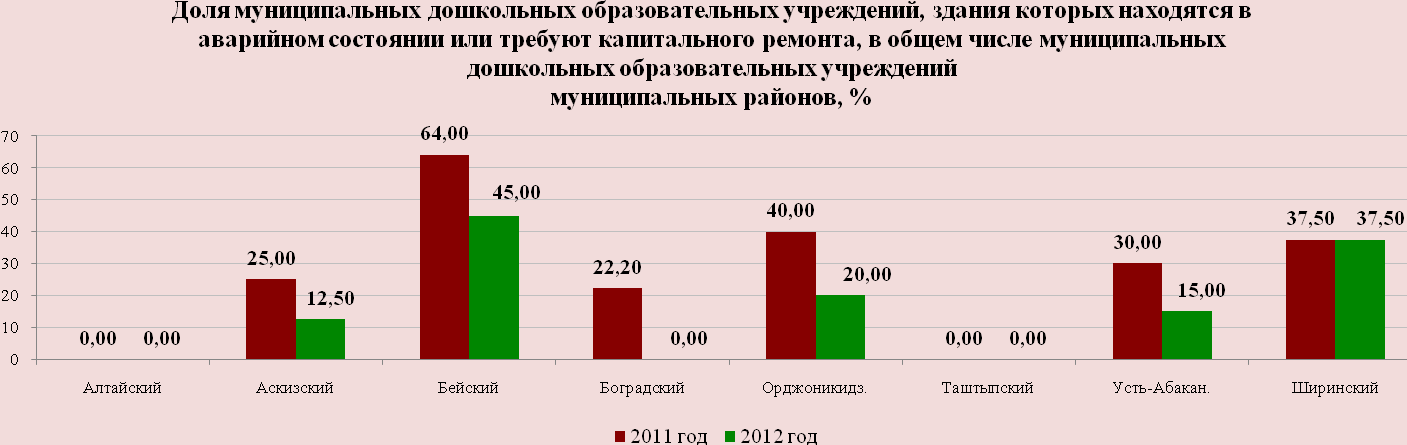 Доля муниципальных дошкольных образовательных учреждений, здания которых находятся в
аварийном состоянии или требуют капитального ремонта, в общем числе муниципальных
дошкольных образовательных учреждений
муниципальных районов, %
70
60
50
40
30
20
10
0
0,00 0,00
25,00 12,50
64,00 45,00
22,20 0,00
40,00 20,00
0,00 0,00
30,00 15,00
37,50 37,50
Алтайский Аскизский Бейский Боградский Орджоникидз. Таштыпский Усть-Абакан. Ширинский
2011 год 2012 год